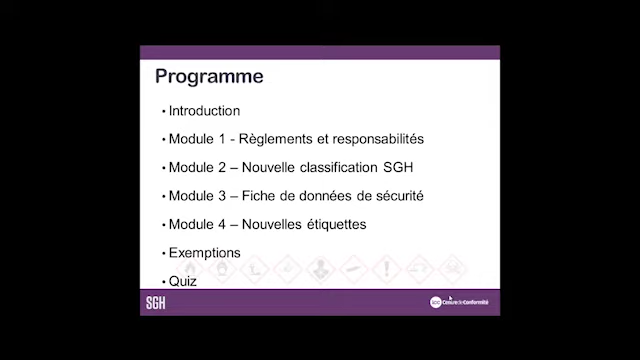 Programme
• Introduction
• Module 1 - Règlements et responsabilités
• Module 2 – Nouvelle classification SGH
• Module 3 – Fiche de données de sécurité
• Module 4 – Nouvelles étiquettes
• Exemptions
• Quiz
SGH